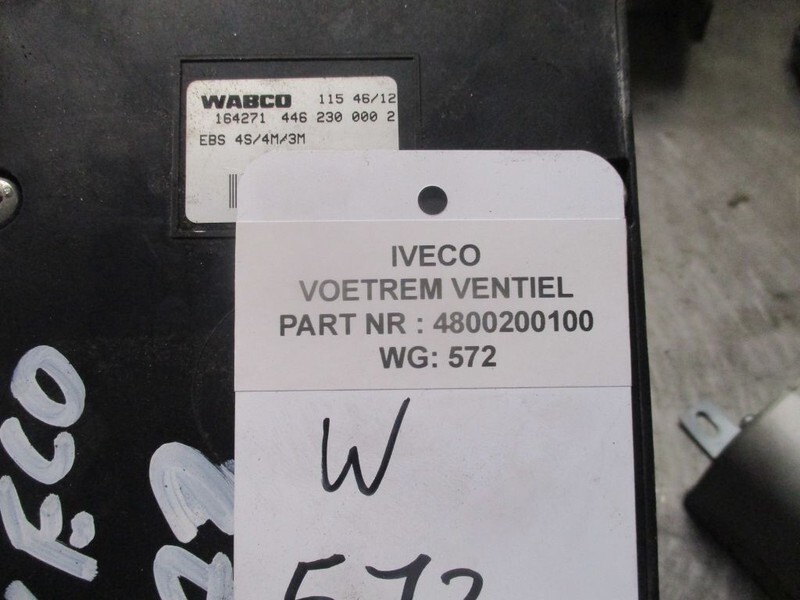 WABCO 115 46/12
164271 446 230 000 2
EBS 4S/4M/3M
IVECO
VOETREM VENTIEL
PART NR : 4800200100
WG: 572
W
572